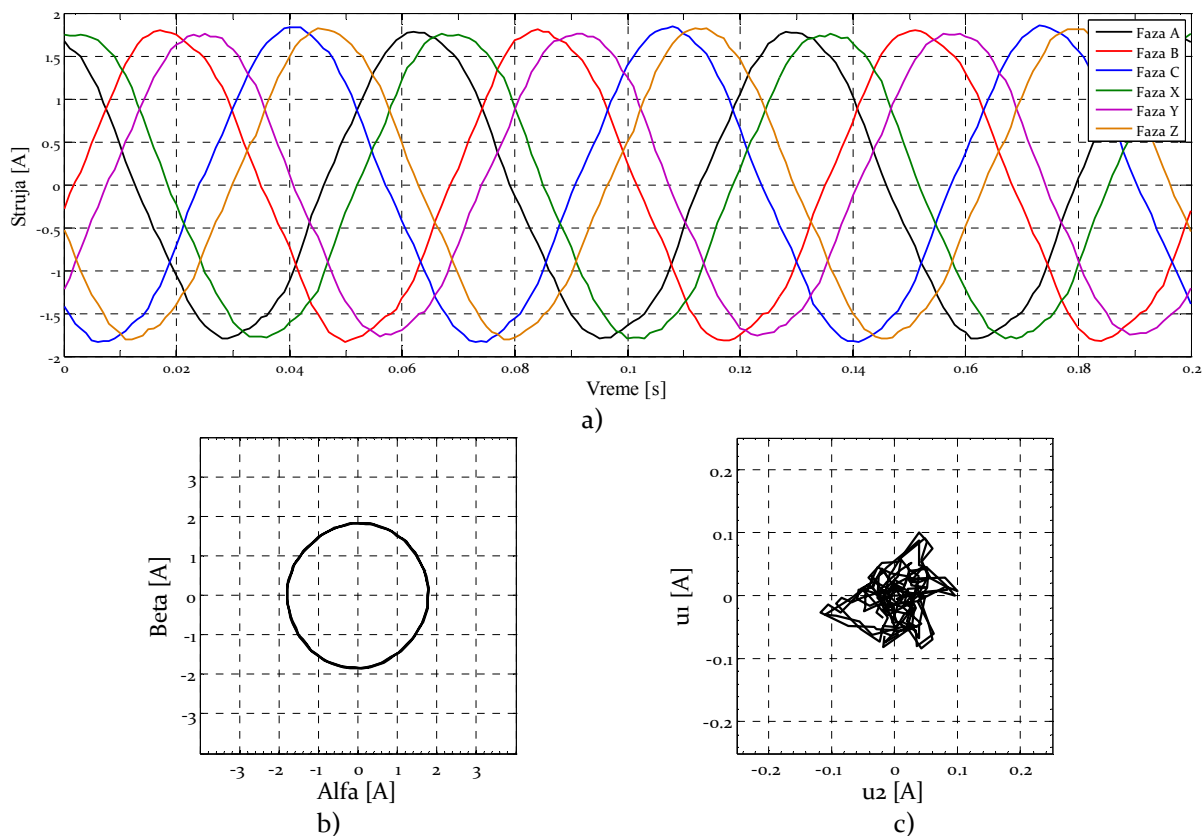 2
1.5
1
0.5
0
-0.5
-1
-1.5
-2
Struja [A]
Faza A
Faza B
Faza C
Faza X
Faza Y
Faza Z
0 0.02 0.04 0.06 0.08 0.1 0.12 0.14 0.16 0.18 0.2
Vreme [s]
a)
3
2
1
0
-1
-2
-3
Beta [A]
-3 -2 -1 0 1 2 3
Alfa [A]
b)
0.2
0.1
0
-0.1
-0.2
u1 [A]
-0.2 -0.1 0 0.1 0.2
u2 [A]
c)